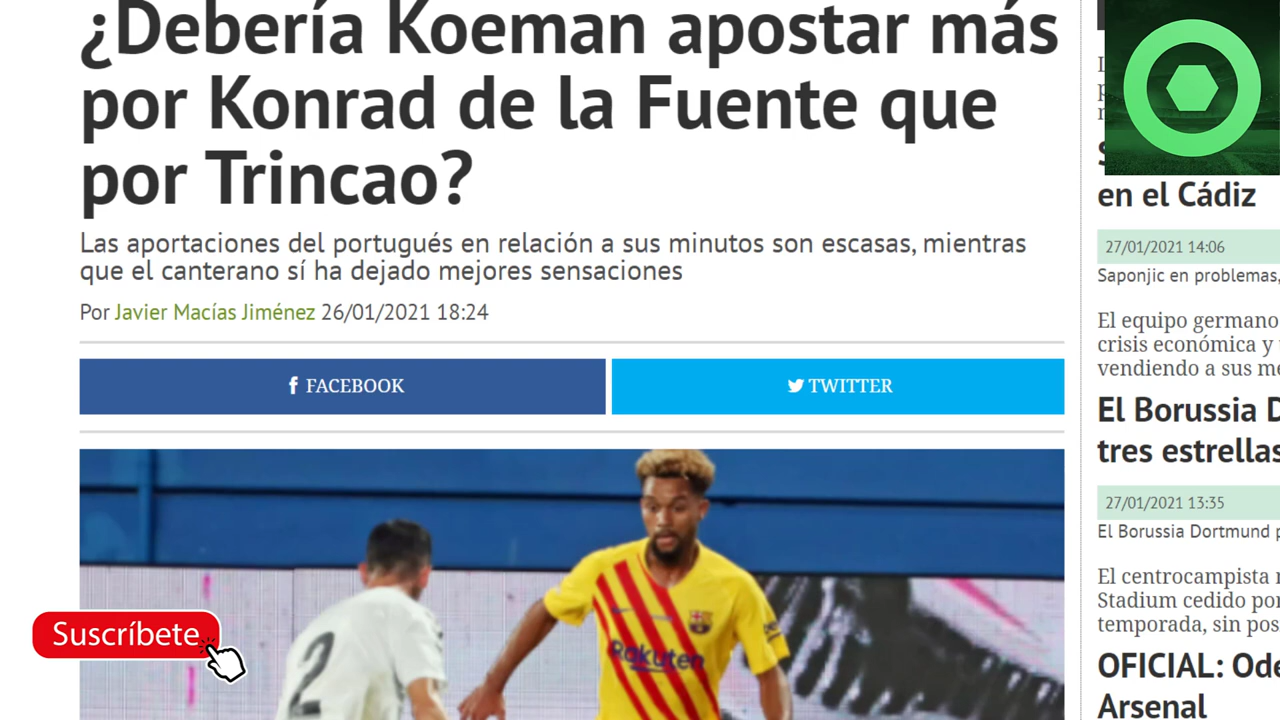 ¿Debería Koeman apostar más
por Konrad de la Fuente que
por Trincao?
Las aportaciones del portugués en relación a sus minutos son escasas, mientras
que el canterano sí ha dejado mejores sensaciones
Por Javier Macías Jiménez 26/01/2021 18:24
FACEBOOK
TWITTER
2
Rakuten
Suscríbete
en el Cádiz
27/01/2021 14:06
Saponjic en problemas,
El equipo germano
crisis económica y
vendiendo a sus
El Borussia
tres estrellas
27/01/2021 13:35
El Borussia Dortmund
El centrocampista
Stadium cedido por
temporada, sin
OFICIAL:
Arsenal